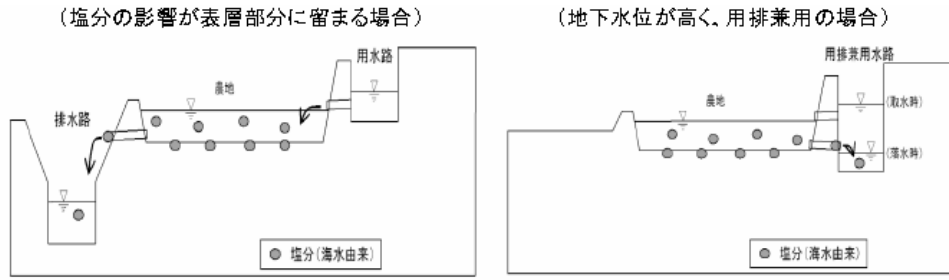 (塩分の影響が表層部分に留まる場合)
用水路
農地
排水路
塩分(海水由来)
(地下水位が高く、用排兼用の場合)
用排兼用水路
農地
(取水時)
(落水時)
塩分(海水由来)